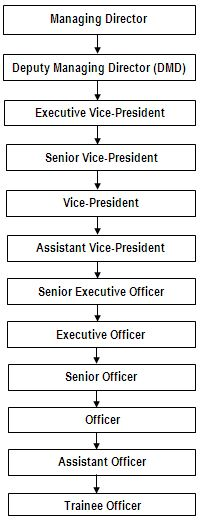 Managing Director
Deputy Managing Director (DMD)
Executive Vice-President
Senior Vice-President
Vice-President
Assistant Vice-President
Senior Executive Officer
Executive Officer
Senior Officer
Officer
Assistant Officer
Trainee Officer